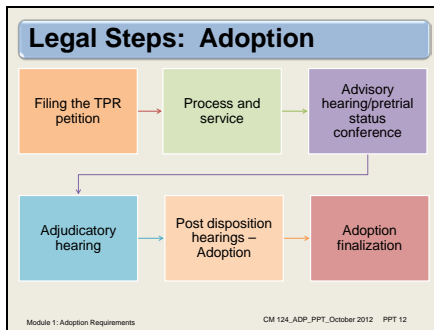 Legal Steps:  Adoption
Filing the TPR
petition
Process and
service
Advisory
hearing/pretrial
status
conference
Adjudicatory
hearing
Post disposition
hearings –
Adoption
Adoption
finalization
Module 1: Adoption Requirements
CM 124_ADP_PPT_October 2012    PPT 12